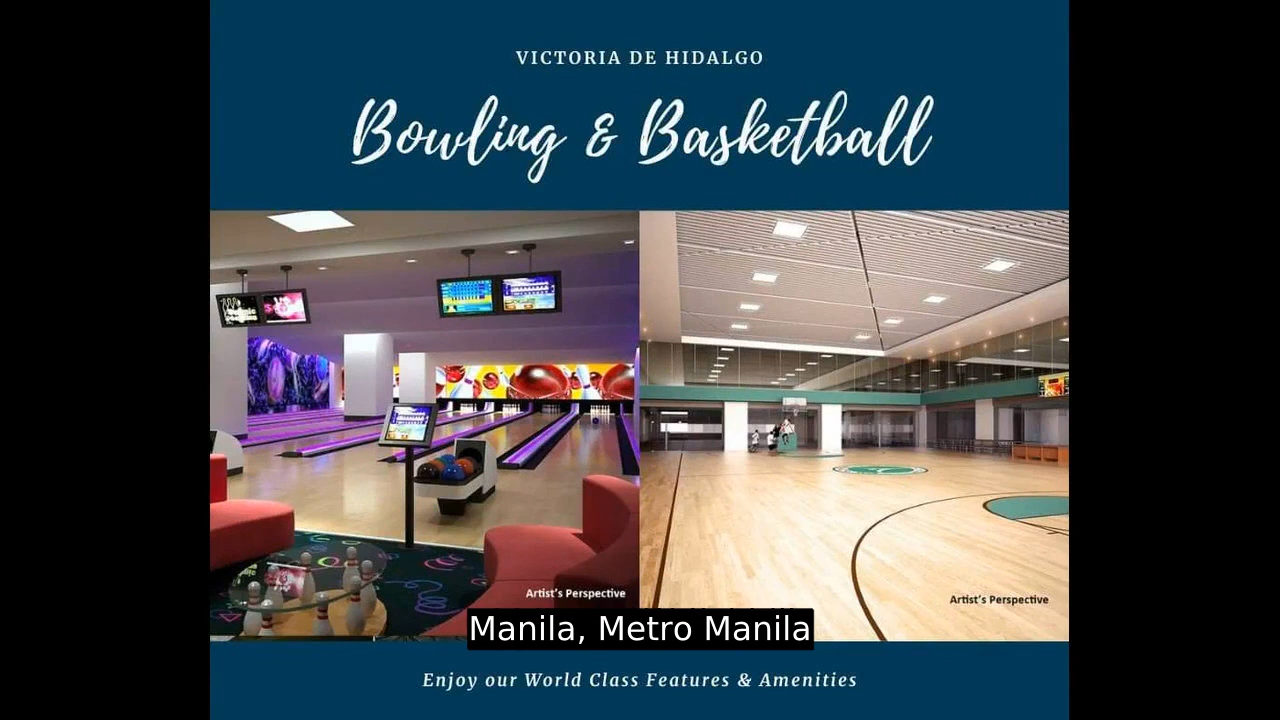 VICTORIA DE HIDALGO
Bowling & Basketball
Artist's Perspective
Artist's Perspective
Manila, Metro Manila
Enjoy our World Class Features & Amenities